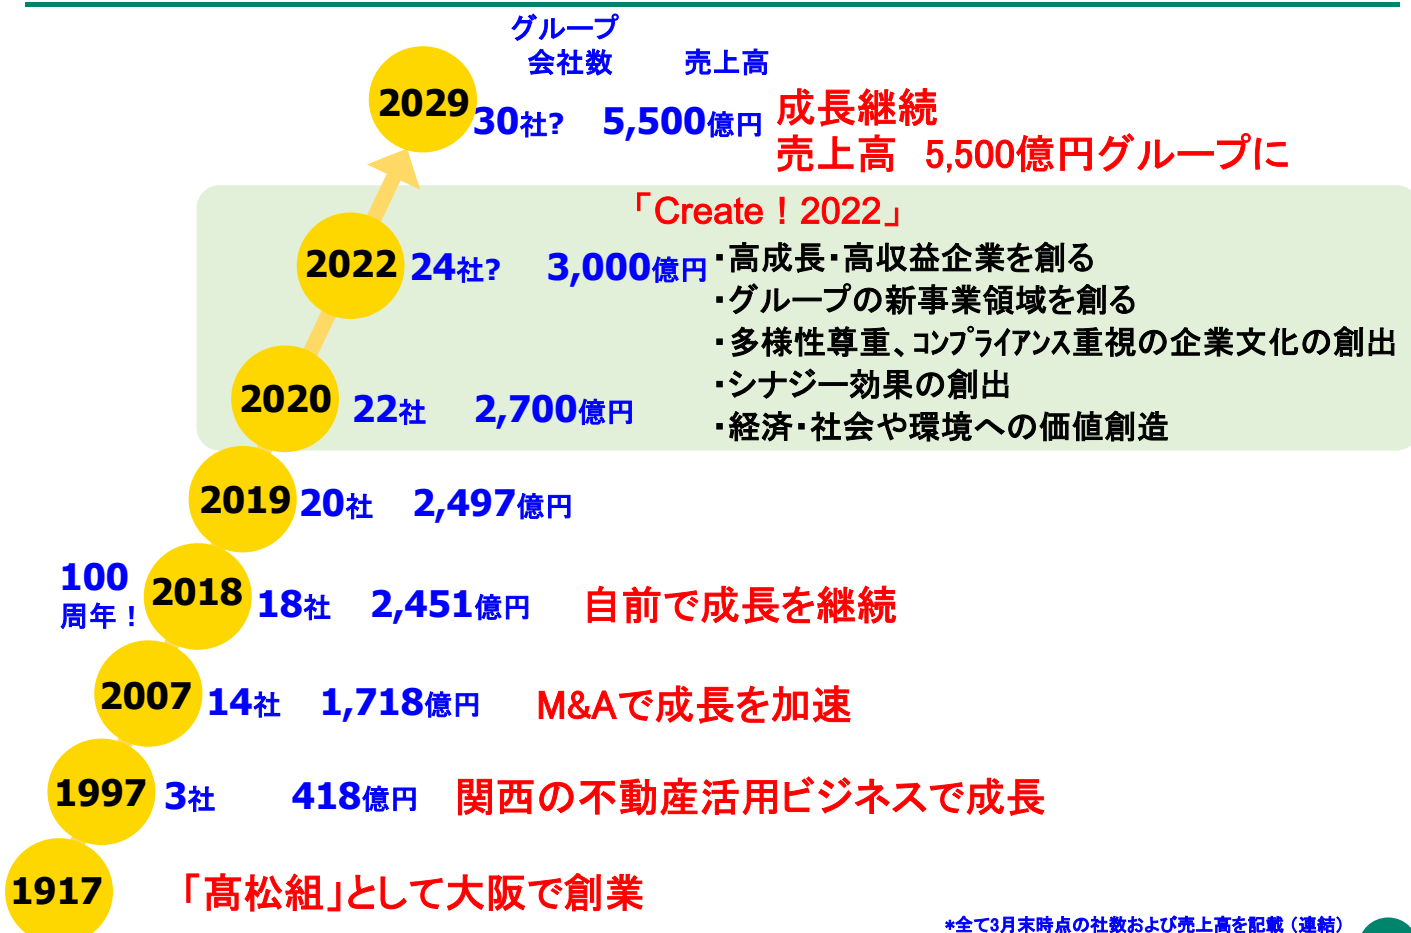 グループ
会社数 売上高
2029 30社? 5,500億円 成長継続
売上高 5,500億円グループに
「Create！2022」
2022 24社? 3,000億円
・高成長・高収益企業を創る
・グループの新事業領域を創る
・多様性尊重、コンプライアンス重視の企業文化の創出
・シナジー効果の創出
・経済・社会や環境への価値創造
2020 22社 2,700億円
2019 20社 2,497億円
100
周年！
2018 18社 2,451億円 自前で成長を継続
2007 14社 1,718億円 M&Aで成長を加速
1997 3社 418億円 関西の不動産活用ビジネスで成長
1917 「髙松組」として大阪で創業
*全て3月末時点の社数および売上高を記載（連結）